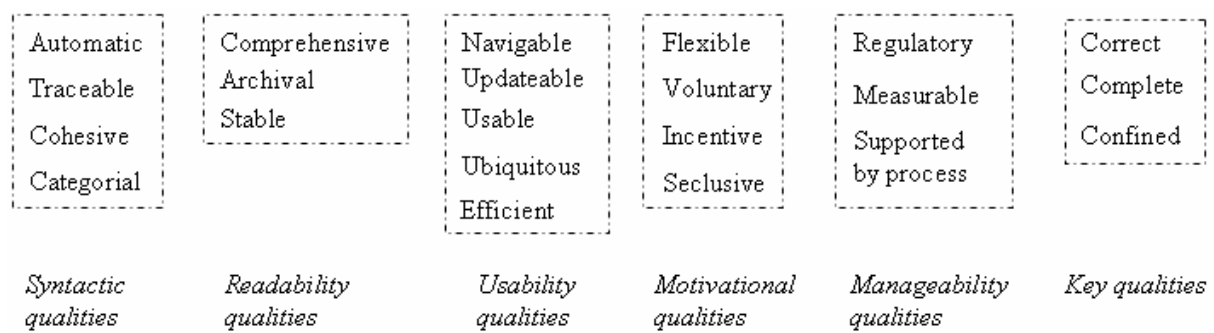 Automatic
Traceable
Cohesive
Categorial
Comprehensive
Archival
Stable
Navigable
Updateable
Usable
Ubiquitous
Efficient
Flexible
Voluntary
Incentive
Seclusive
Regulatory
Measurable
Supported
by process
Correct
Complete
Confined
Syntactic
qualities
Readability
qualities
Usability
qualities
Motivational
qualities
Manageability
qualities
Key qualities